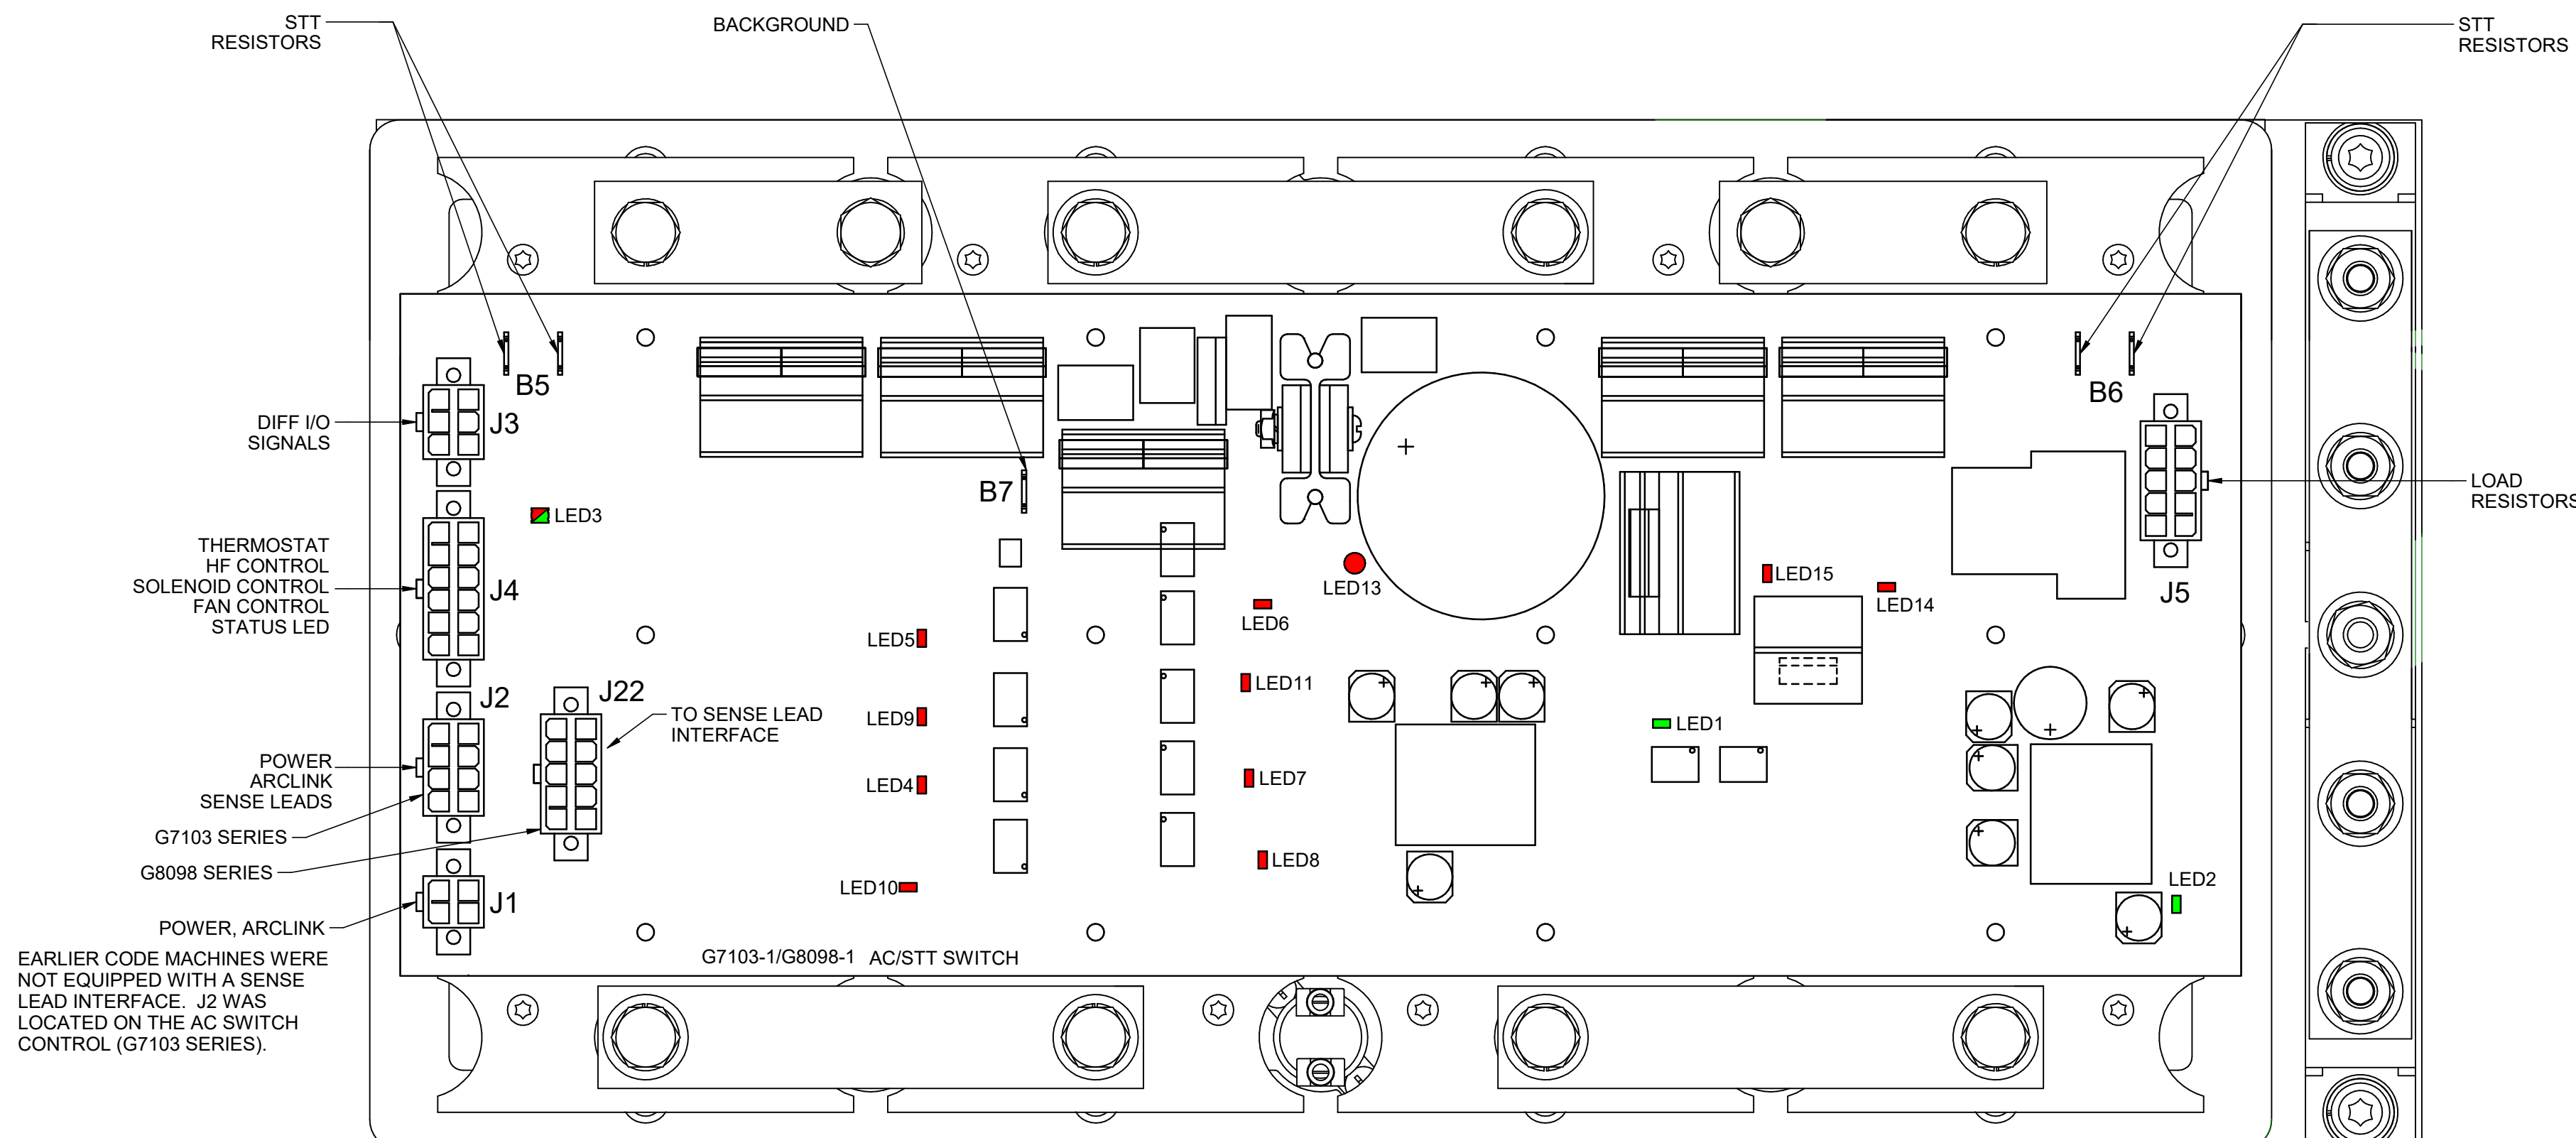 STT
RESISTORS
BACKGROUND
STT
RESISTORS
B5
B6
J3
DIFF I/O
SIGNALS
B7
LOAD
RESISTORS
LED3
THERMOSTAT
HF CONTROL
SOLENOID CONTROL
FAN CONTROL
STATUS LED
J4
LED13
LED15
LED14
J5
LED6
LED5
LED11
J2
J22
TO SENSE LEAD
INTERFACE
LED9
LED1
POWER
ARCLINK
SENSE LEADS
LED4
LED7
G7103 SERIES
G8098 SERIES
LED8
LED10
LED2
J1
POWER, ARCLINK
EARLIER CODE MACHINES WERE
NOT EQUIPPED WITH A SENSE
LEAD INTERFACE.  J2 WAS
LOCATED ON THE AC SWITCH
CONTROL (G7103 SERIES).
G7103-1/G8098-1  AC/STT SWITCH